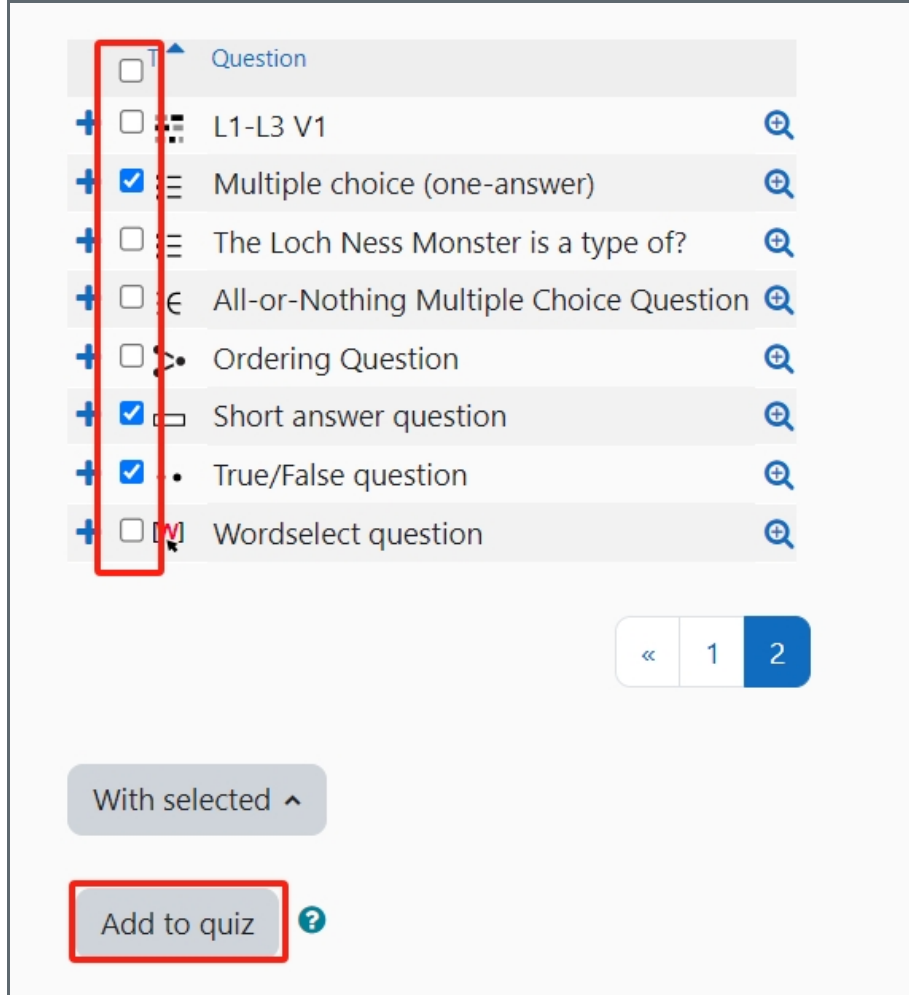 T Question
L1-L3 V1
Multiple choice (one-answer)
The Loch Ness Monster is a type of?
All-or-Nothing Multiple Choice Question
Ordering Question
Short answer question
True/False question
[W] Wordselect question
« 1 2
With selected
Add to quiz ?